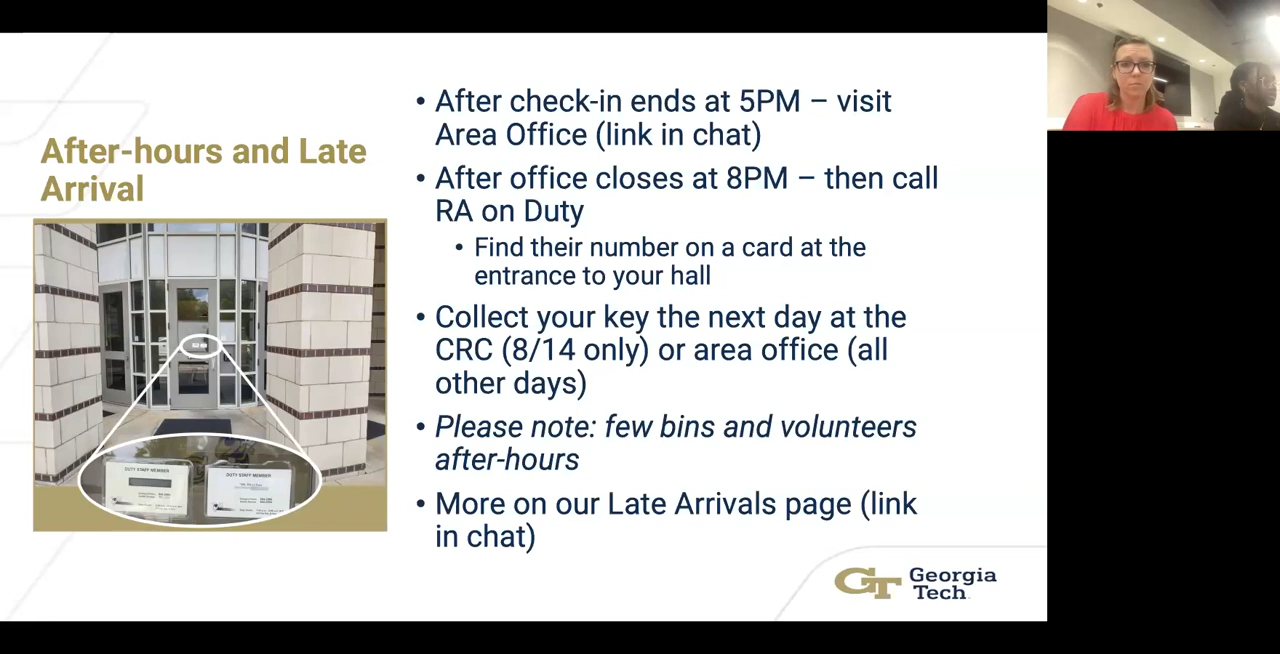 After-hours and Late
Arrival
• After check-in ends at 5PM – visit
Area Office (link in chat)
• After office closes at 8PM – then call
RA on Duty
• Find their number on a card at the
entrance to your hall
• Collect your key the next day at the
CRC (8/14 only) or area office (all
other days)
• Please note: few bins and volunteers
after-hours
• More on our Late Arrivals page (link
in chat)
DUTY STAFF MEMBER
DUTY STAFF MEMBER
GT Georgia
Tech